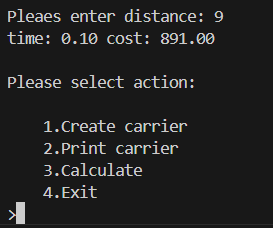 Pleaes enter distance: 9
time: 0.10 cost: 891.00
Please select action:
1.Create carrier
2.Print carrier
3.Calculate
4.Exit
>